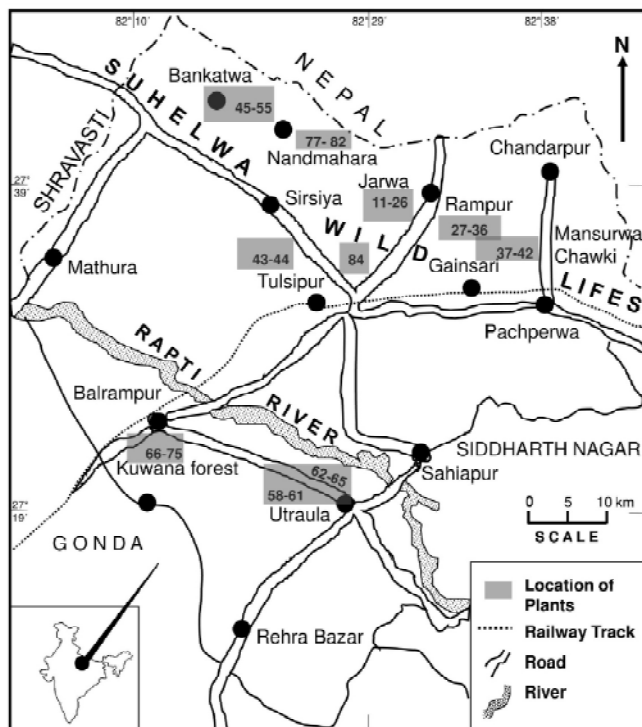 82°10
82°29
82°38
N
NEPAL
SUHELWA
Bankatwa
45-55
77-82
Nandmahara
SHRAVASTI
Chandarpur
27°
39
Jarwa
11-26
Rampur
Sirsiya
WILD
27-36
Mansurwa
Chawki
37-42
43-44
84
Gainsari
Mathura
Tulsipur
LIFES
Pachperwa
RAPTI
Balrampur
RIVER
SIDDHARTH NAGAR
66-75
Kuwana forest
62-65
Sahiapur
58-61
27°
19
Utraula
0 5 10 km
SCALE
GONDA
Location of
Plants
Railway Track
Road
River
Rehra Bazar